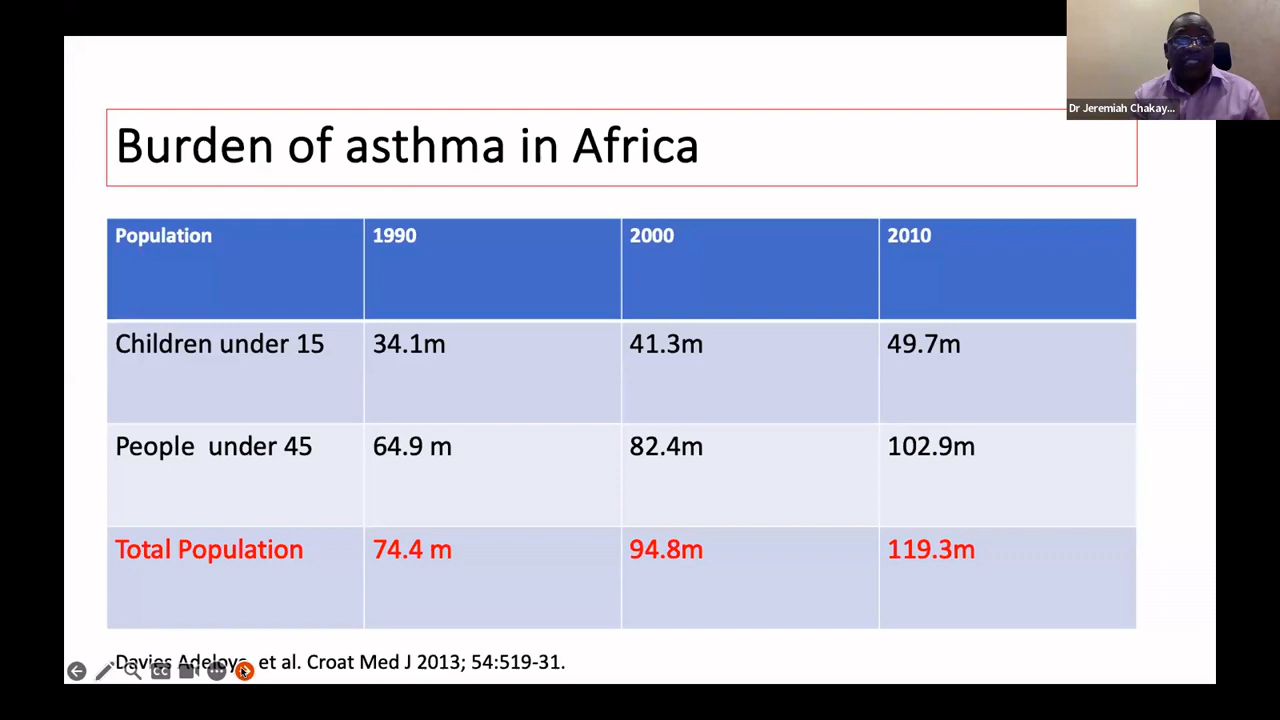 Dr Jeremiah Chakay...
Burden of asthma in Africa
Population 1990 2000 2010
Children under 15 34.1m 41.3m 49.7m
People under 45 64.9 m 82.4m 102.9m
Total Population 74.4 m 94.8m 119.3m
Davies Adeloye, et al. Croat Med J 2013; 54:519-31.
CC